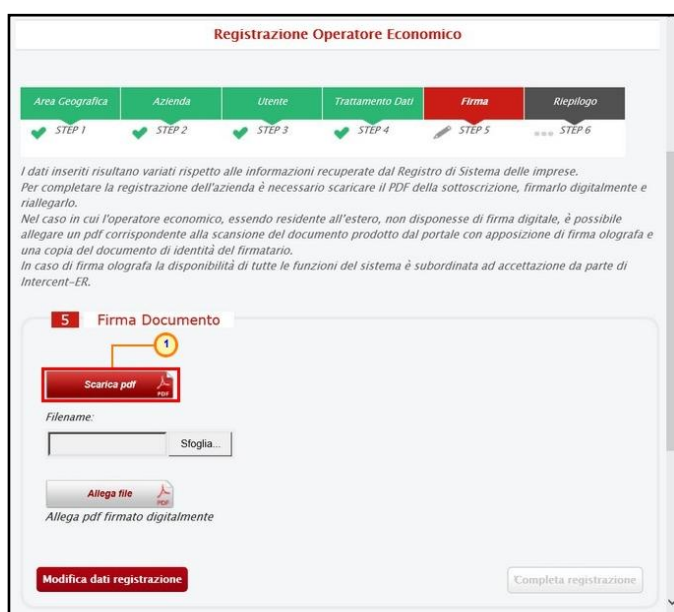 Registrazione Operatore Economico
Area Geografica Azienda Utente Trattamento Dati Firma Riepilogo
STEP 1 STEP 2 STEP 3 STEP 4 STEP 5 STEP 6
I dati inseriti risultano variati rispetto alle informazioni recuperate dal Registro di Sistema delle imprese.
Per completare la registrazione dell'azienda è necessario scaricare il PDF della sottoscrizione, firmarlo digitalmente e
riallegarlo.
Nel caso in cui l'operatore economico, essendo residente all'estero, non disponesse di firma digitale, è possibile
allegare un pdf corrispondente alla scansione del documento prodotto dal portale con apposizione di firma olografa e
una copia del documento di identità del firmatario.
In caso di firma olografa la disponibilità di tutte le funzioni del sistema è subordinata ad accettazione da parte di
Intercent-ER.
5 Firma Documento
1
Scarica pdf PDF
Filename:
Sfoglia...
Allega file PDF
Allega pdf firmato digitalmente
Modifica dati registrazione Completa registrazione